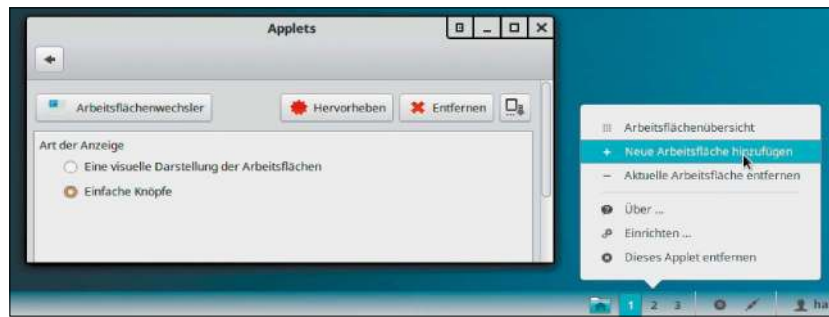 Applets
Arbeitsflächenwechsler
Hervorheben
Entfernen
Art der Anzeige
Eine visuelle Darstellung der Arbeitsflächen
Einfache Knöpfe
Arbeitsflächenübersicht
Neue Arbeitsfläche hinzufügen
Aktuelle Arbeitsfläche entfernen
Über ...
Einrichten ...
Dieses Applet entfernen
1 2 3 ha